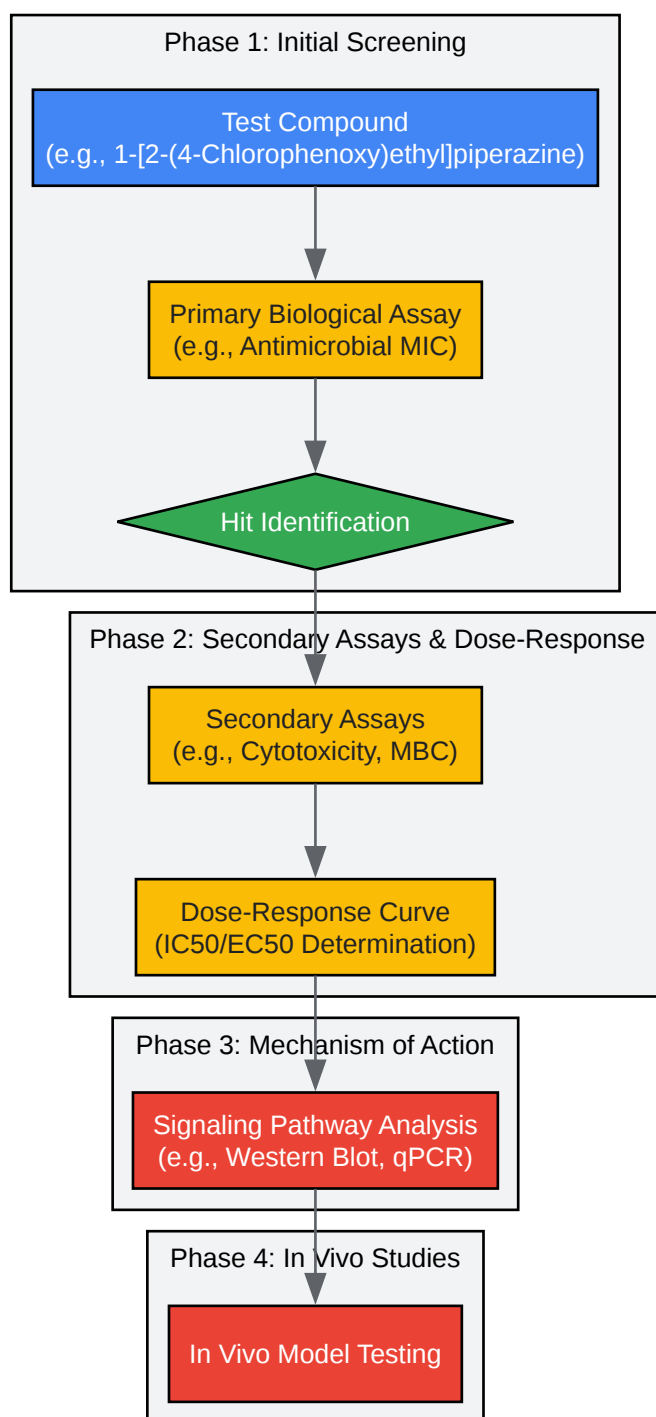 Phase 1: Initial Screening
Test Compound
(e.g., 1-[2-(4-Chlorophenoxy)ethyl]piperazine)
Primary Biological Assay
(e.g., Antimicrobial MIC)
Hit Identification
Phase 2: Secondary Assays & Dose-Response
Secondary Assays
(e.g., Cytotoxicity, MBC)
Dose-Response Curve
(IC50/EC50 Determination)
Phase 3: Mechanism of Action
Signaling Pathway Analysis
(e.g., Western Blot, qPCR)
Phase 4: In Vivo Studies
In Vivo Model Testing